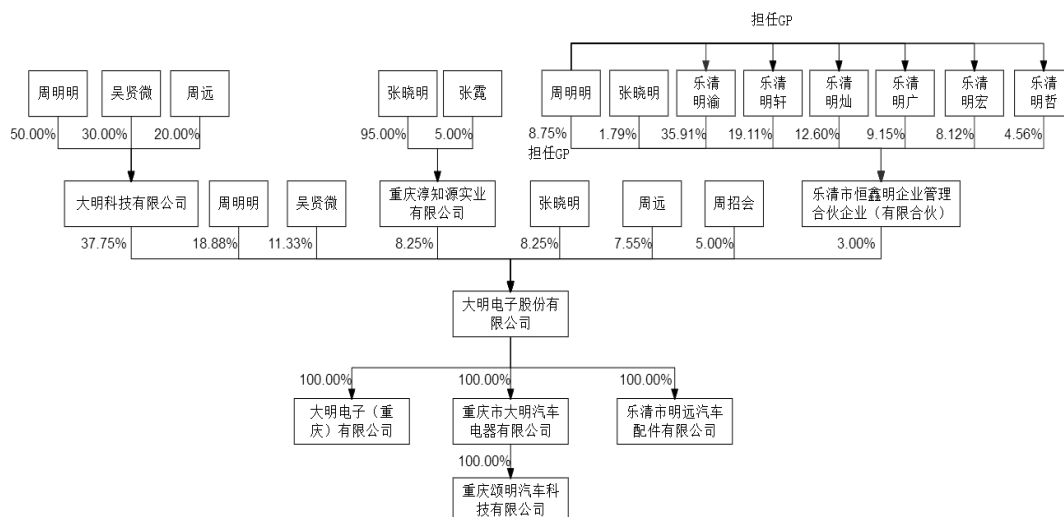 担任GP
周明明
吴贤微
周远
张晓明
张霓
周明明
张晓明
乐清
明渝
乐清
明轩
乐清
明灿
乐清
明广
乐清
明宏
乐清
明哲
50.00%
30.00%
20.00%
95.00%
5.00%
8.75%
1.79%
35.91%
19.11%
12.60%
9.15%
8.12%
4.56%
担任GP
大明科技有限公司
周明明
吴贤微
重庆淳知源实业
有限公司
张晓明
周远
周招会
乐清市恒鑫明企业管理
合伙企业（有限合伙）
37.75%
18.88%
11.33%
8.25%
8.25%
7.55%
5.00%
3.00%
大明电子股份有
限公司
100.00%
100.00%
100.00%
大明电子（重
庆）有限公司
重庆市大明汽车
电器有限公司
乐清市明远汽车
配件有限公司
100.00%
重庆颂明汽车科
技有限公司